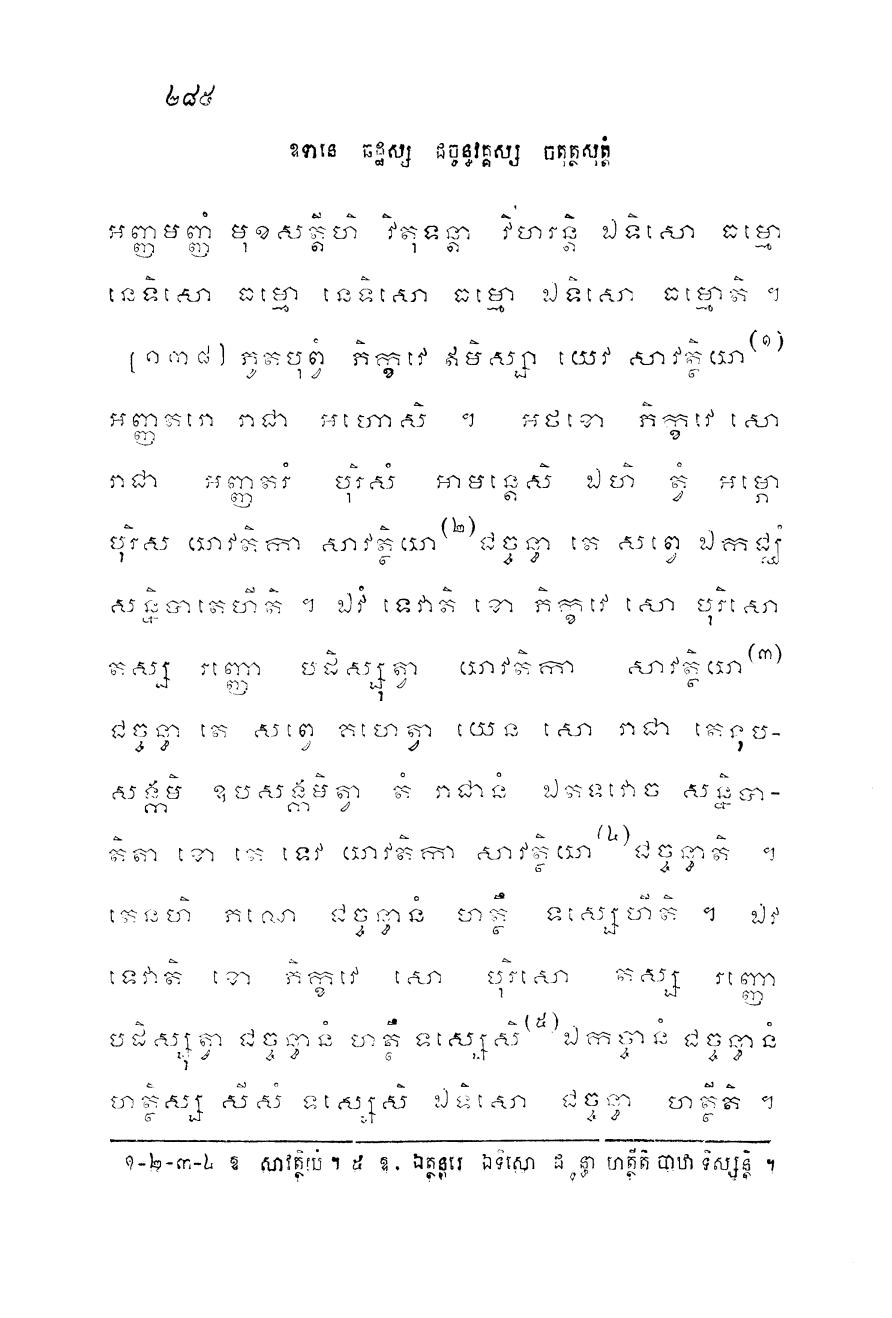 ២៨៥
ឧទានេ ឆដ្ឋស្ស ជច្ចន្ធវគ្គស្ស ចតុត្ថសុត្តំ
អញ្ញមញ្ញំ មុខសត្តីហិ វិតុទន្តា វិហរន្តិ ឯទិសោ ធម្មោ
នេទិសោ ធម្មោ នេទិសោ ធម្មោ ឯទិសោ ធម្មោតិ ។
[១៣៨] ភូតបុព្វំ ភិក្ខវេ ឥមិស្សា យេវ សាវត្ថិយា(១)
អញ្ញតរោ រាជា អហោសិ ។ អថខោ ភិក្ខវេ សោ
រាជា អញ្ញតរំ បុរិសំ អាមន្តេសិ ឯហិ ត្វំ អម្ភោ
បុរិស យាវតិកា សាវត្ថិយា(២) ជច្ចន្ធា តេ សព្វេ ឯកជ្ឈំ
សន្និបាតេហីតិ ។ ឯវំ ទេវាតិ ខោ ភិក្ខវេ សោ បុរិសោ
តស្ស រញ្ញោ បដិស្សុត្វា យាវតិកា សាវត្ថិយា(៣)
ជច្ចន្ធា តេ សព្វេ គហេត្វា យេន សោ រាជា តេនុប-
សង្កមិ ឧបសង្កមិត្វា តំ រាជានំ ឯតទវោច សន្និបា-
តិតា ខោ តេ ទេវ យាវតិកា សាវត្ថិយា(៤) ជច្ចន្ធាតិ ។
តេនហិ ភណេ ជច្ចន្ធានំ ហត្ថឹ ទស្សេហីតិ ។ ឯវំ
ទេវាតិ ខោ ភិក្ខវេ សោ បុរិសោ តស្ស រញ្ញោ
បដិស្សុត្វា ជច្ចន្ធានំ ហត្ថឹ ទស្សេសិ(៥) ឯកច្ចានំ ជច្ចន្ធានំ
ហត្ថិស្ស សីសំ ទស្សេសិ ឯទិសោ ជច្ចន្ធា ហត្ថីតិ ។
១-២-៣-៤ ឱ សាវត្ថិយំ ។ ៥ ឱ. ឯត្ថន្តរេ ឯទិសោ ហត្ថីតិ បាឋា ទិស្សន្តិ ។